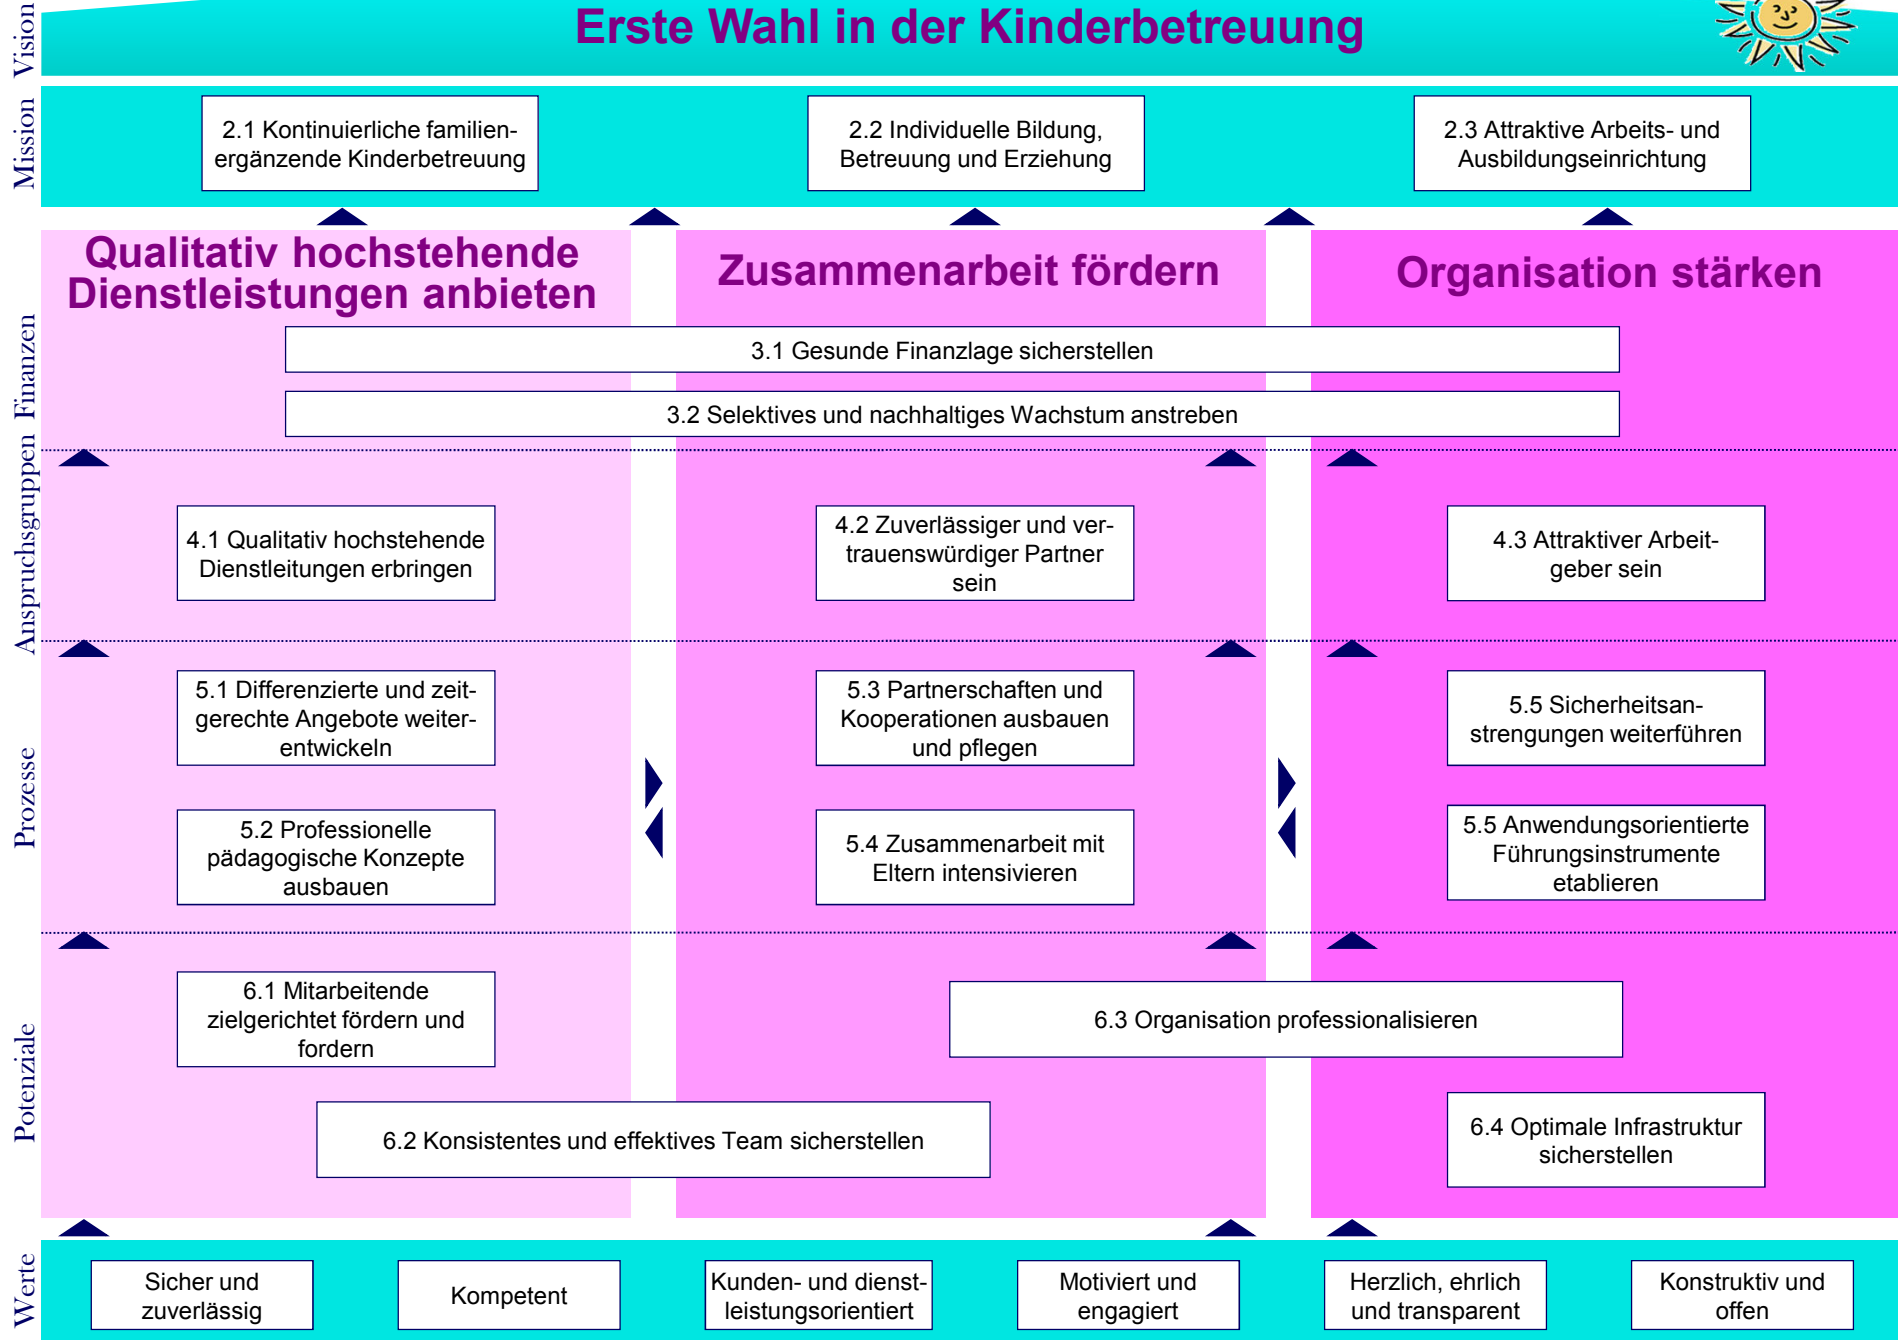 Vision
Erste Wahl in der Kinderbetreuung
Mission
2.1 Kontinuierliche familien-
ergänzende Kinderbetreuung
2.2 Individuelle Bildung,
Betreuung und Erziehung
2.3 Attraktive Arbeits- und
Ausbildungseinrichtung
Qualitativ hochstehende
Dienstleistungen anbieten
Zusammenarbeit fördern
Organisation stärken
Finanzen
3.1 Gesunde Finanzlage sicherstellen
3.2 Selektives und nachhaltiges Wachstum anstreben
Anspruchsgruppen
4.1 Qualitativ hochstehende
Dienstleitungen erbringen
4.2 Zuverlässiger und ver-
trauenswürdiger Partner
sein
4.3 Attraktiver Arbeit-
geber sein
Prozesse
5.1 Differenzierte und zeit-
gerechte Angebote weiter-
entwickeln
5.3 Partnerschaften und
Kooperationen ausbauen
und pflegen
5.5 Sicherheitsan-
strengungen weiterführen
5.2 Professionelle
pädagogische Konzepte
ausbauen
5.4 Zusammenarbeit mit
Eltern intensivieren
5.5 Anwendungsorientierte
Führungsinstrumente
etablieren
Potenziale
6.1 Mitarbeitende
zielgerichtet fördern und
fordern
6.3 Organisation professionalisieren
6.2 Konsistentes und effektives Team sicherstellen
6.4 Optimale Infrastruktur
sicherstellen
Werte
Sicher und
zuverlässig
Kompetent
Kunden- und dienst-
leistungsorientiert
Motiviert und
engagiert
Herzlich, ehrlich
und transparent
Konstruktiv und
offen